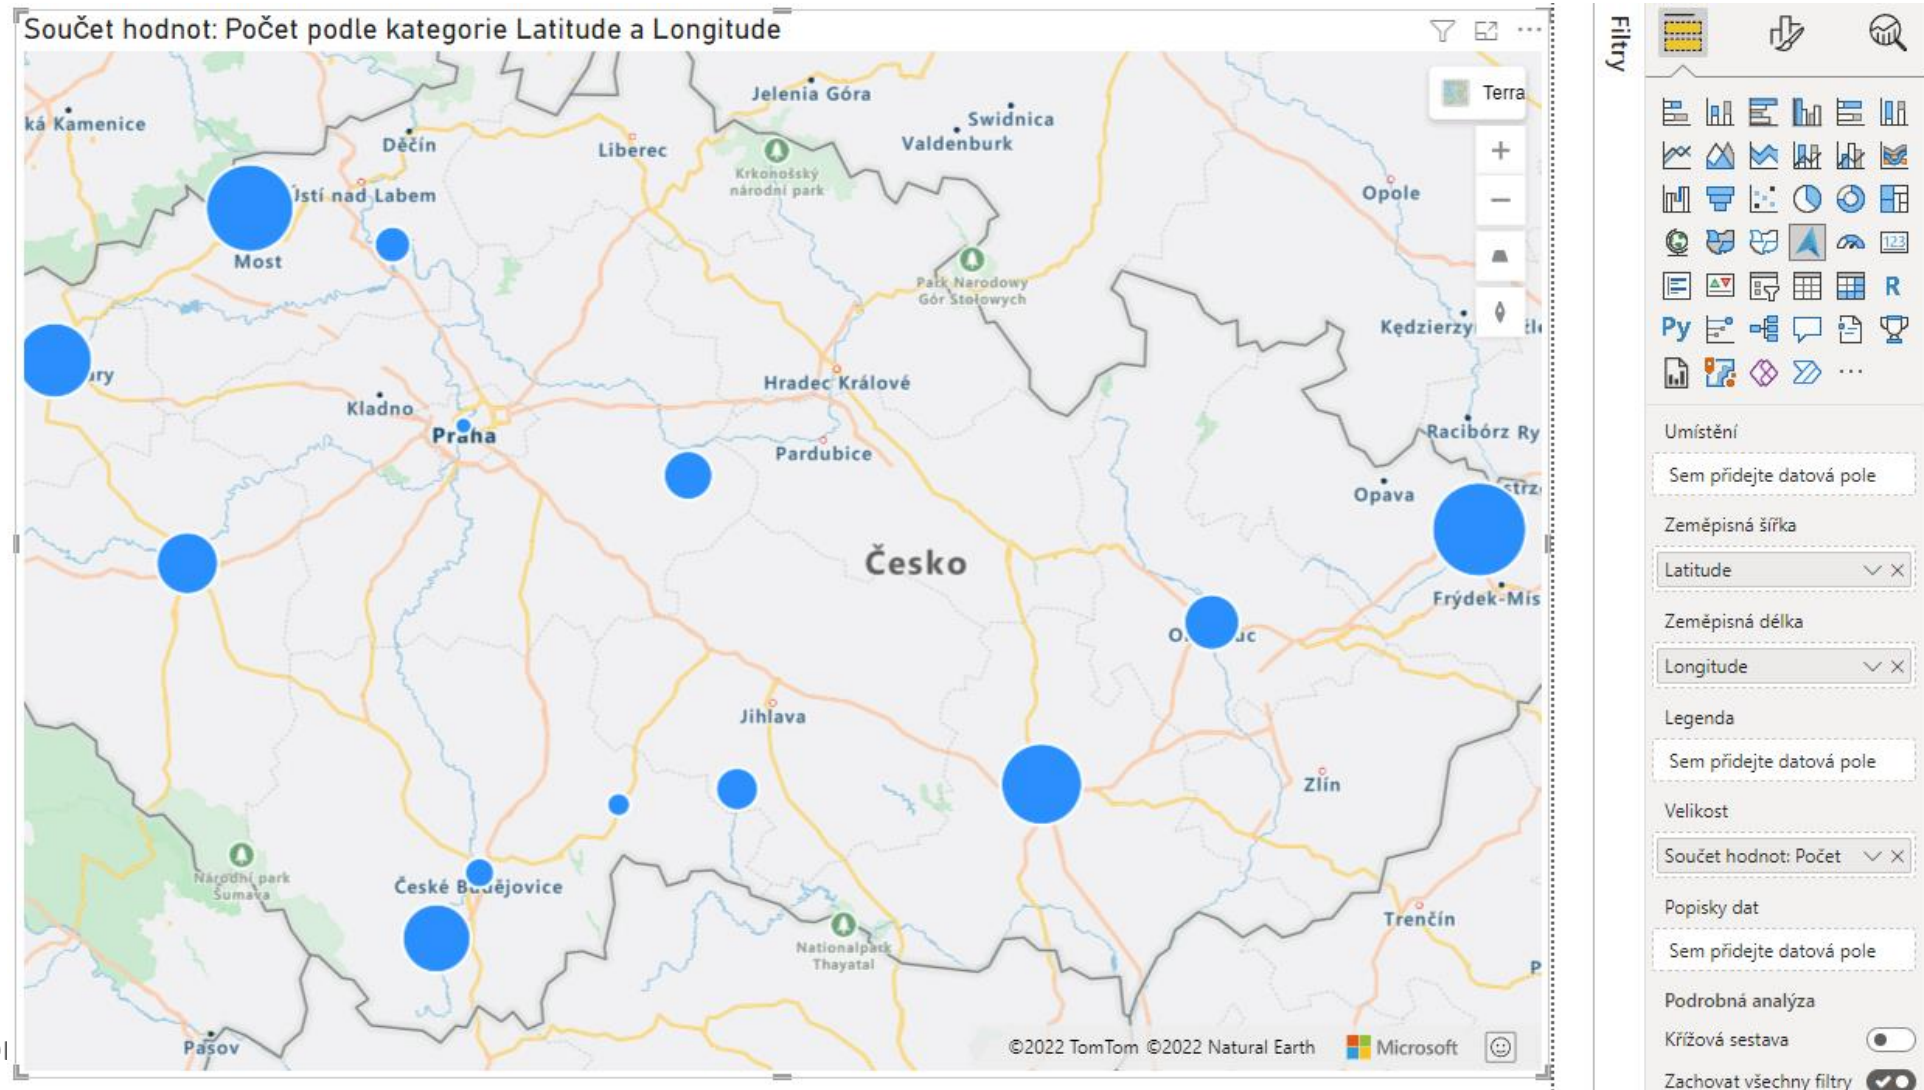 Součet hodnot: Počet podle kategorie Latitude a Longitude
Jelenia Góra
Terra
ká Kamenice
Swidnica
Děčín
Liberec
Valdenburk
Krkonošský
národní park
Opole
Ústí nad Labem
Most
Park Narodowy
Gór Stołowych
Kędzierzy
Hradec Králové
Kladno
Praha
Pardubice
Racibórz Ry
Opava
strz
Česko
Frýdek-Mís
Jihlava
Zlín
Národní park
Šumava
České Budějovice
Trenčín
Nationalpark
Thayatal
Pasov
©2022 TomTom ©2022 Natural Earth
Microsoft
Filtry
123
R
Py
Umístění
Sem přidejte datová pole
Zeměpisná šířka
Latitude
Zeměpisná délka
Longitude
Legenda
Sem přidejte datová pole
Velikost
Součet hodnot: Počet
Popisky dat
Sem přidejte datová pole
Podrobná analýza
Křížová sestava
Zachovat všechny filtry